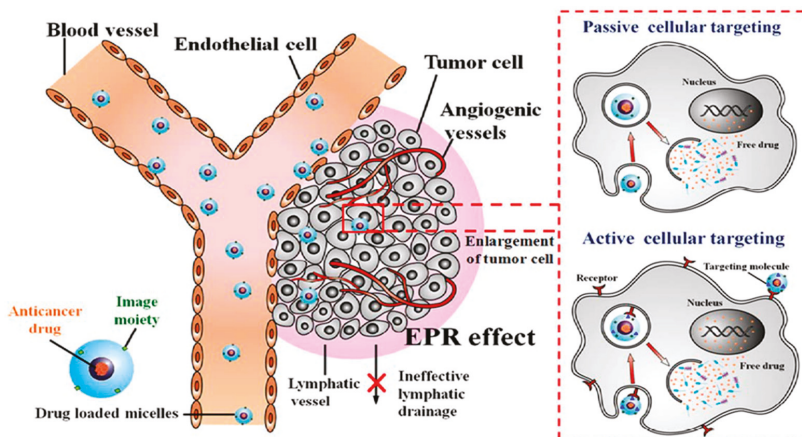 Blood vessel
Endothelial cell
Tumor cell
Angiogenic
vessels
Enlargement
of tumor cell
EPR effect
Anticancer
drug
Image
moiety
Drug loaded micelles
Lymphatic
vessel
Ineffective
lymphatic
drainage
Passive cellular targeting
Nucleus
Free drug
Active cellular targeting
Receptor
Targeting molecule
Nucleus
Free drug